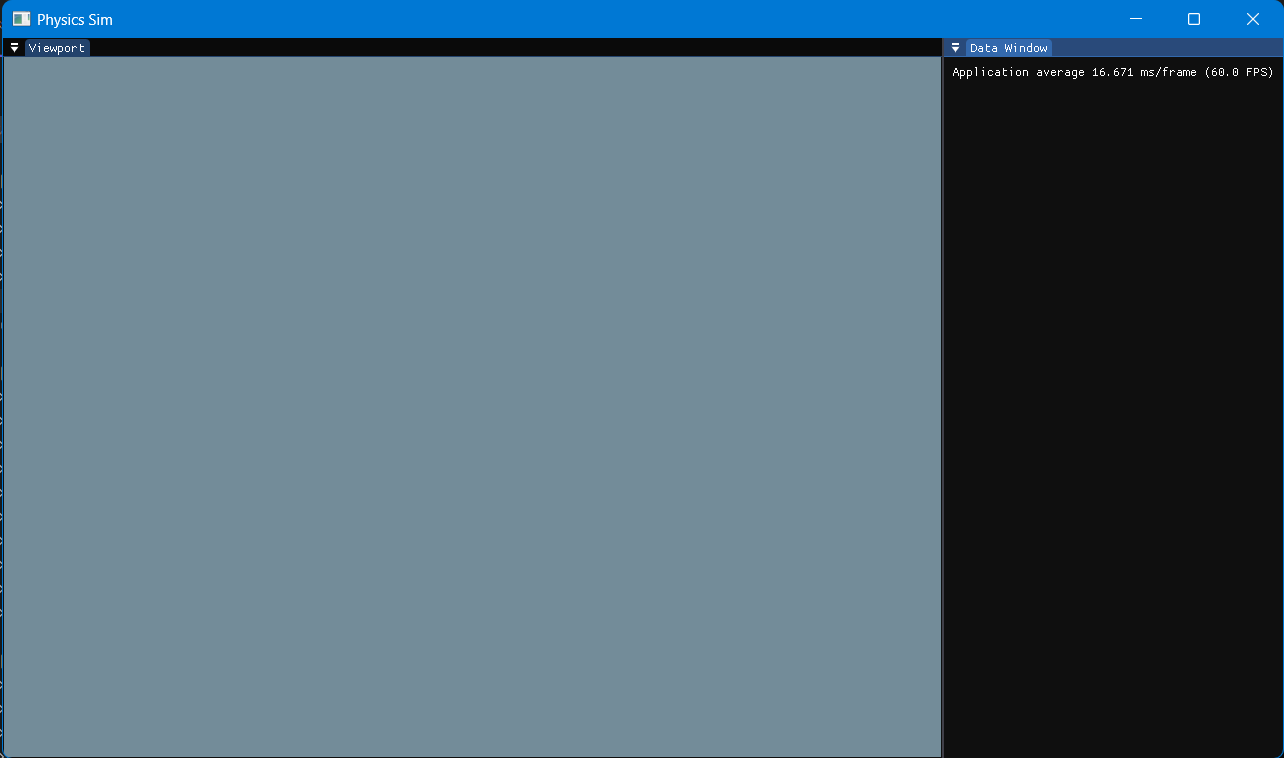 Physics Sim
Viewport
Data Window
Application average 16.671 ms/frame (60.0 FPS)